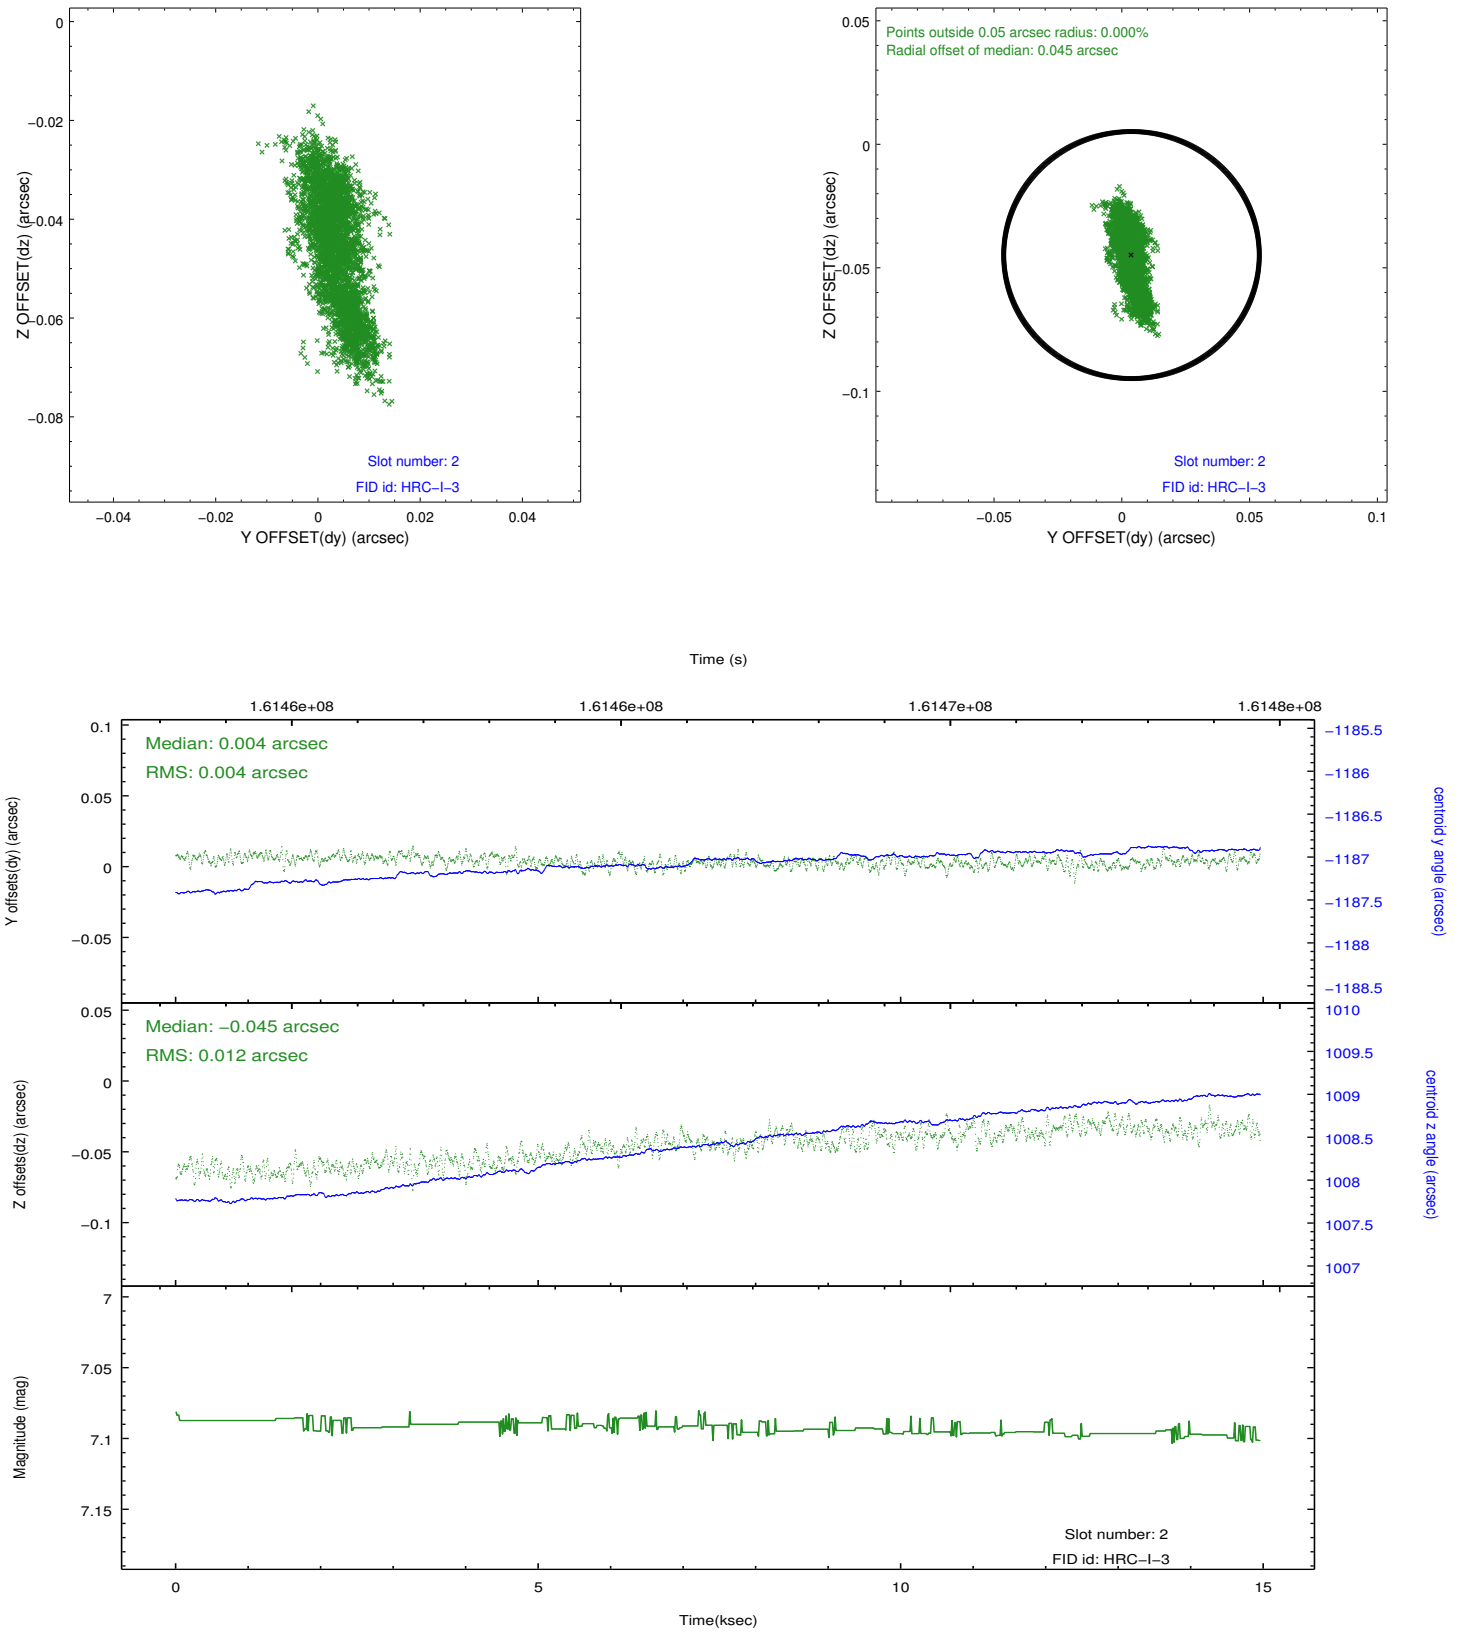 0
−0.02
−0.04
−0.06
−0.08
Z OFFSET(dz) (arcsec)
Slot number: 2
FID id: HRC−I−3
−0.04
−0.02
0
0.02
0.04
Y OFFSET(dy) (arcsec)
0.05
0
−0.05
−0.1
Z OFFSET(dz) (arcsec)
Points outside 0.05 arcsec radius: 0.000%
Radial offset of median: 0.045 arcsec
Slot number: 2
FID id: HRC−I−3
−0.05
0
0.05
0.1
Y OFFSET(dy) (arcsec)
Time (s)
1.6146e+08
1.6146e+08
1.6147e+08
1.6148e+08
0.1
0.05
0
−0.05
Y offsets(dy) (arcsec)
Median: 0.004 arcsec
RMS: 0.004 arcsec
−1185.5
−1186
−1186.5
−1187
−1187.5
−1188
−1188.5
centroid y angle (arcsec)
0.05
0
−0.05
−0.1
Z offsets(dz) (arcsec)
Median: −0.045 arcsec
RMS: 0.012 arcsec
1010
1009.5
1009
1008.5
1008
1007.5
1007
centroid z angle (arcsec)
7
7.05
7.1
7.15
Magnitude (mag)
Slot number: 2
FID id: HRC−I−3
0
5
10
15
Time(ksec)